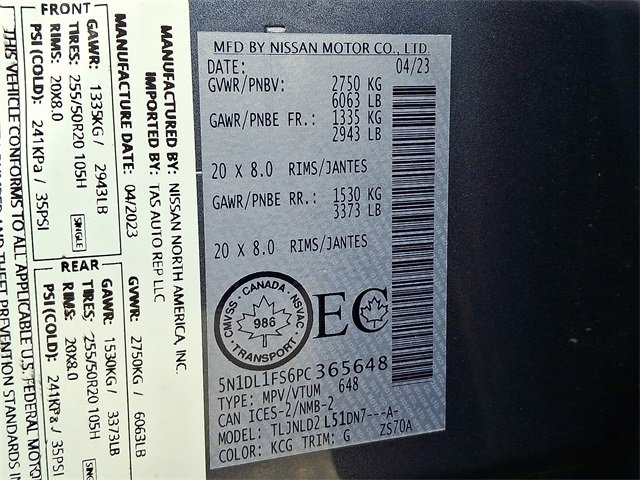 MFD BY NISSAN MOTOR CO., LTD.
DATE: 04/23
GVWR/PNBV: 2750 KG
6063 LB
GAWR/PNBE FR.: 1335 KG
2943 LB
20 X 8.0 RIMS/JANTES
GAWR/PNBE RR.: 1530 KG
3373 LB
20 X 8.0 RIMS/JANTES
CANADA
CMVSS · NSVAC
986
TRANSPORT
EC
5N1DL1FS6PC365648
TYPE: MPV/VTUM 648
CAN ICES-2/NMB-2
MODEL: TLJNLD2 L51DN7---A-
COLOR: KCG TRIM: G ZS70A
MANUFACTURED BY: NISSAN NORTH AMERICA, INC.
IMPORTED BY: TAS AUTO REP LLC
MANUFACTURE DATE: 04/2023 GVWR: 2750KG / 6063LB
FRONT
GAWR: 1335KG / 2943LB
TIRES: 255/50R20 105H SINGLE
RIMS: 20X8.0
PSI (COLD): 241KPa / 35PSI
REAR
GAWR: 1530KG / 3373LB
TIRES: 255/50R20 105H
RIMS: 20X8.0
PSI (COLD): 241KPa / 35PSI
THIS VEHICLE CONFORMS TO ALL APPLICABLE U.S. FEDERAL
AND THEFT PREVENTION STANDARDS